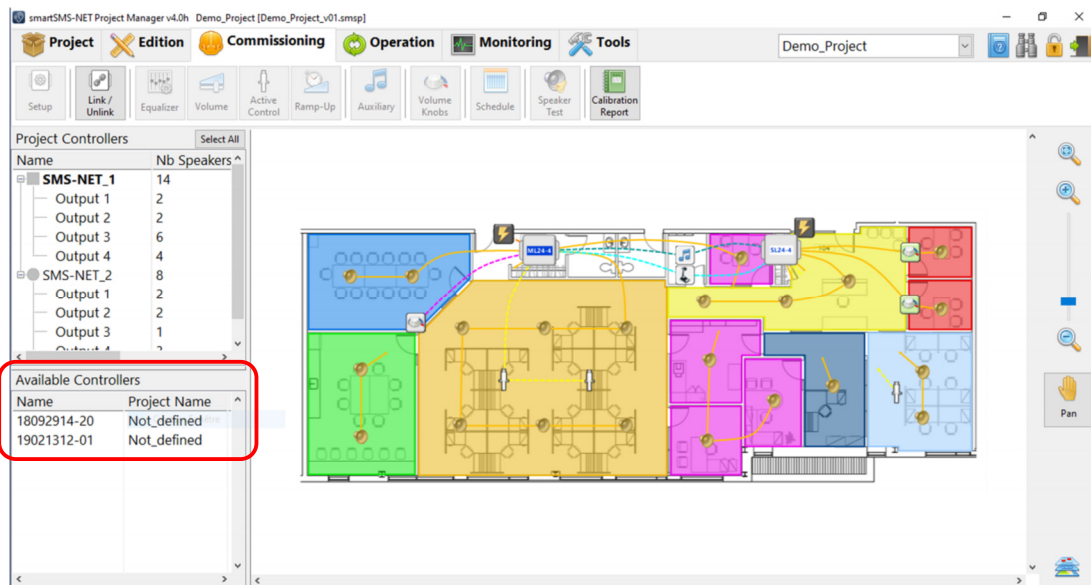 smartSMS-NET Project Manager v4.0h Demo_Project [Demo_Project_v01.smsp]
Project Edition Commissioning Operation Monitoring Tools Demo_Project
Setup Link / Unlink Equalizer Volume Active Control Ramp-Up Auxiliary Volume Knobs Schedule Speaker Test Calibration Report
Project Controllers Select All
Name Nb Speakers
SMS-NET_1 14
Output 1 2
Output 2 2
Output 3 6
Output 4 4
SMS-NET_2 8
Output 1 2
Output 2 2
Output 3 1
Output 4 3
ML24-4 SL24-4
Available Controllers
Name Project Name
18092914-20 Not_defined
19021312-01 Not_defined
Pan